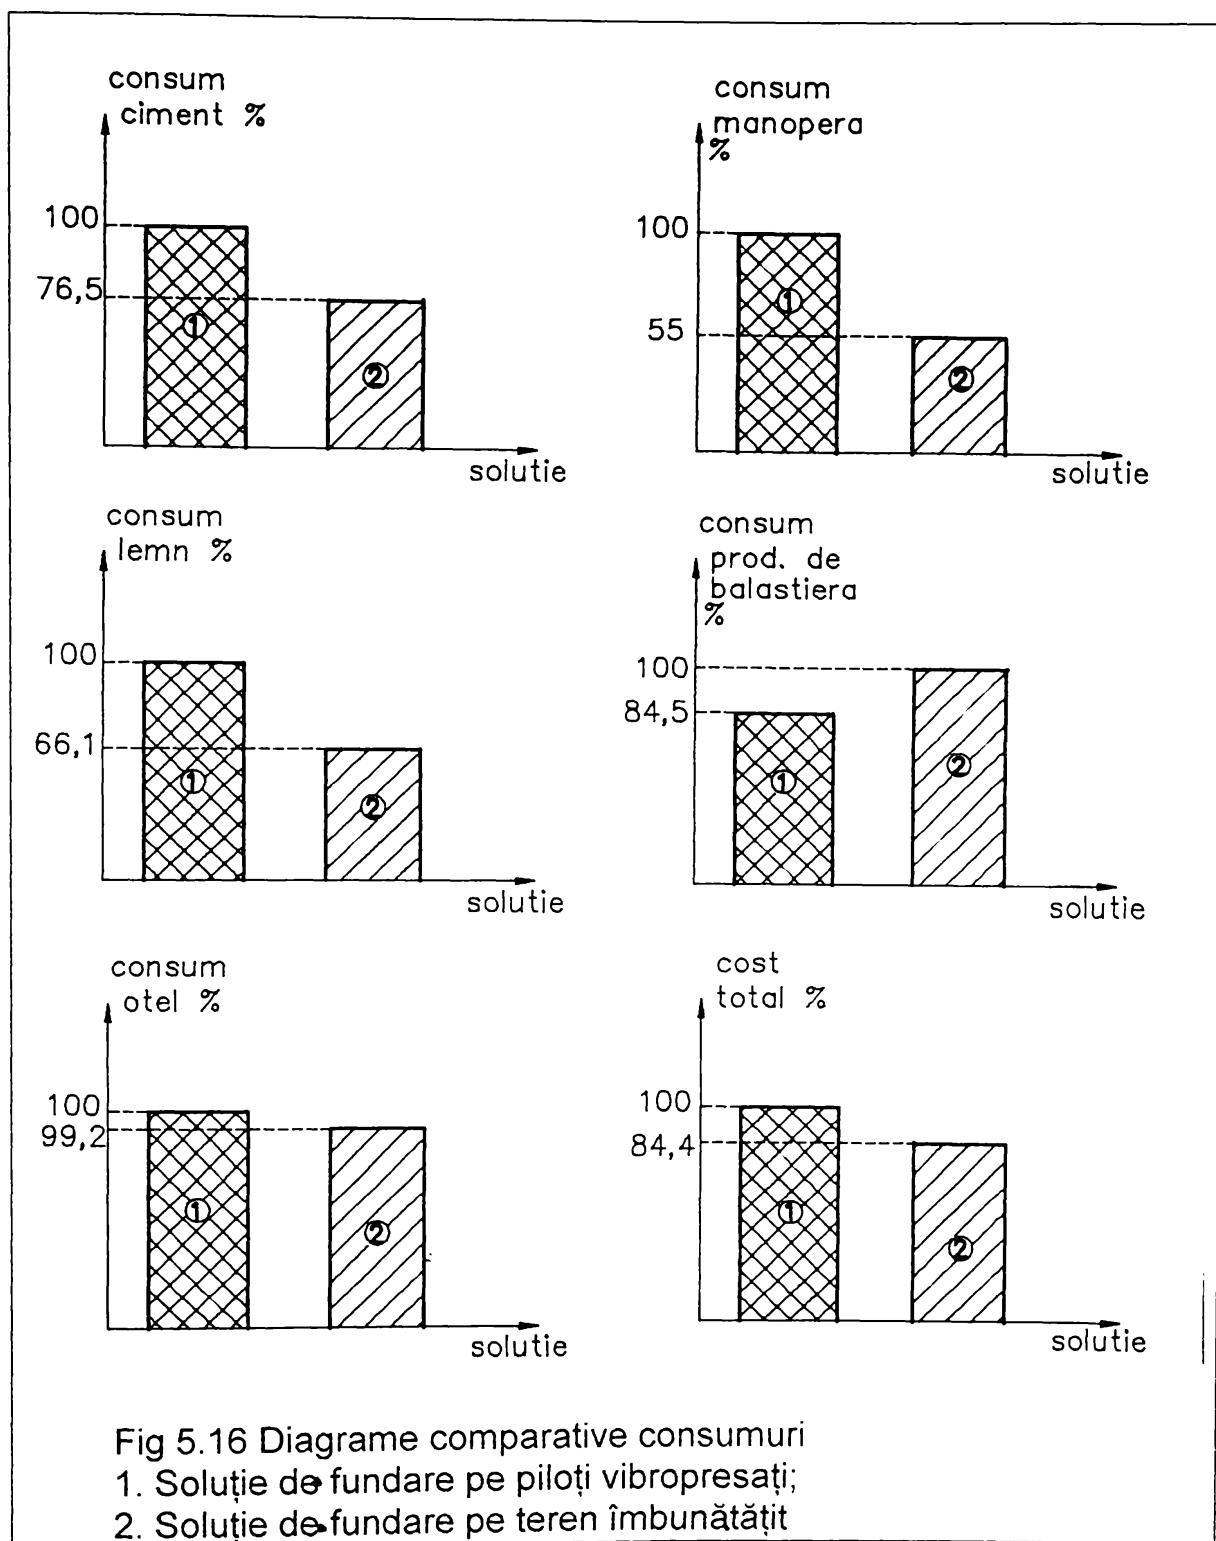 consum
ciment %
100
76,5
1
2
solutie
consum
manopera
%
100
55
1
2
solutie
consum
lemn %
100
66,1
1
2
solutie
consum
prod. de
balastiera
%
100
84,5
1
2
solutie
consum
otel %
100
99,2
1
2
solutie
cost
total %
100
84,4
1
2
solutie
Fig 5.16 Diagrame comparative consumuri
1. Soluție de fundare pe piloți vibropresați;
2. Soluție de fundare pe teren îmbunătățit